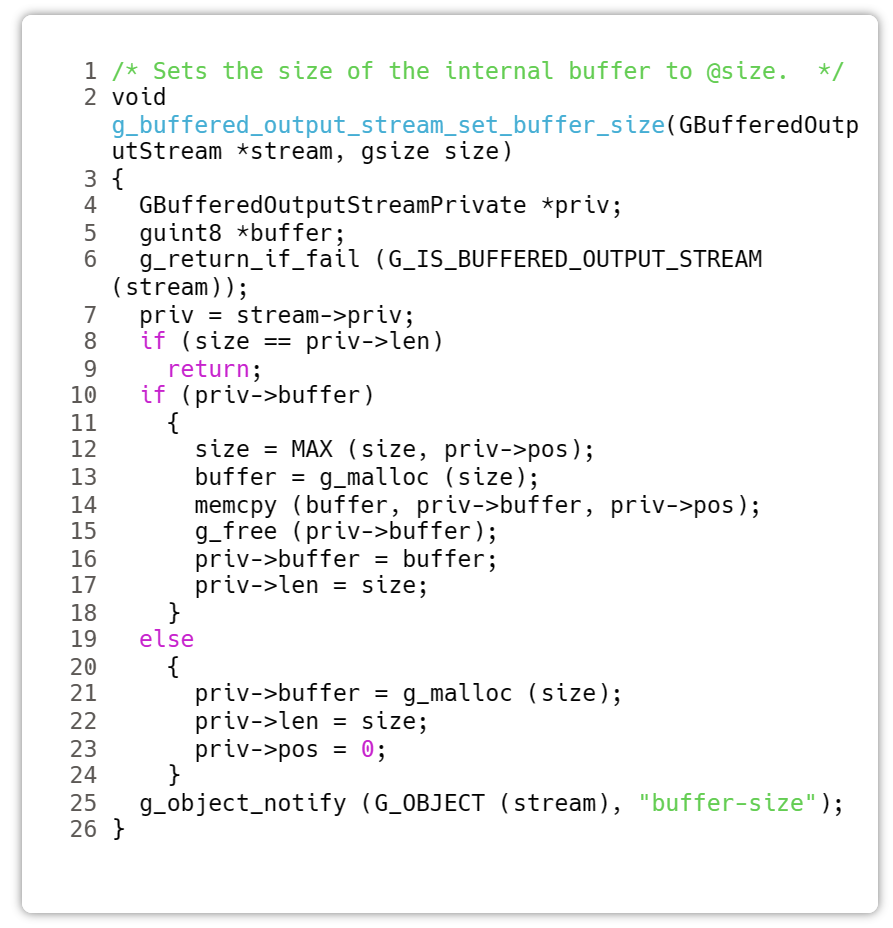 1 /* Sets the size of the internal buffer to @size.  */
2 void
g_buffered_output_stream_set_buffer_size(GBufferedOutp
utStream *stream, gsize size)
3 {
4   GBufferedOutputStreamPrivate *priv;
5   guint8 *buffer;
6   g_return_if_fail (G_IS_BUFFERED_OUTPUT_STREAM
(stream));
7   priv = stream->priv;
8   if (size == priv->len)
9     return;
10   if (priv->buffer)
11     {
12       size = MAX (size, priv->pos);
13       buffer = g_malloc (size);
14       memcpy (buffer, priv->buffer, priv->pos);
15       g_free (priv->buffer);
16       priv->buffer = buffer;
17       priv->len = size;
18     }
19   else
20     {
21       priv->buffer = g_malloc (size);
22       priv->len = size;
23       priv->pos = 0;
24     }
25   g_object_notify (G_OBJECT (stream), "buffer-size");
26 }